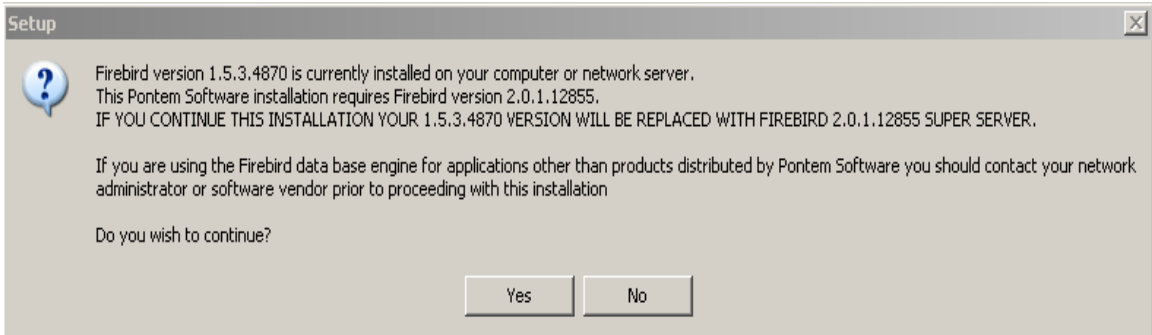 Setup
Firebird version 1.5.3.4870 is currently installed on your computer or network server.
This Pontem Software installation requires Firebird version 2.0.1.12855.
IF YOU CONTINUE THIS INSTALLATION YOUR 1.5.3.4870 VERSION WILL BE REPLACED WITH FIREBIRD 2.0.1.12855 SUPER SERVER.
If you are using the Firebird data base engine for applications other than products distributed by Pontem Software you should contact your network
administrator or software vendor prior to proceeding with this installation
Do you wish to continue?
Yes
No